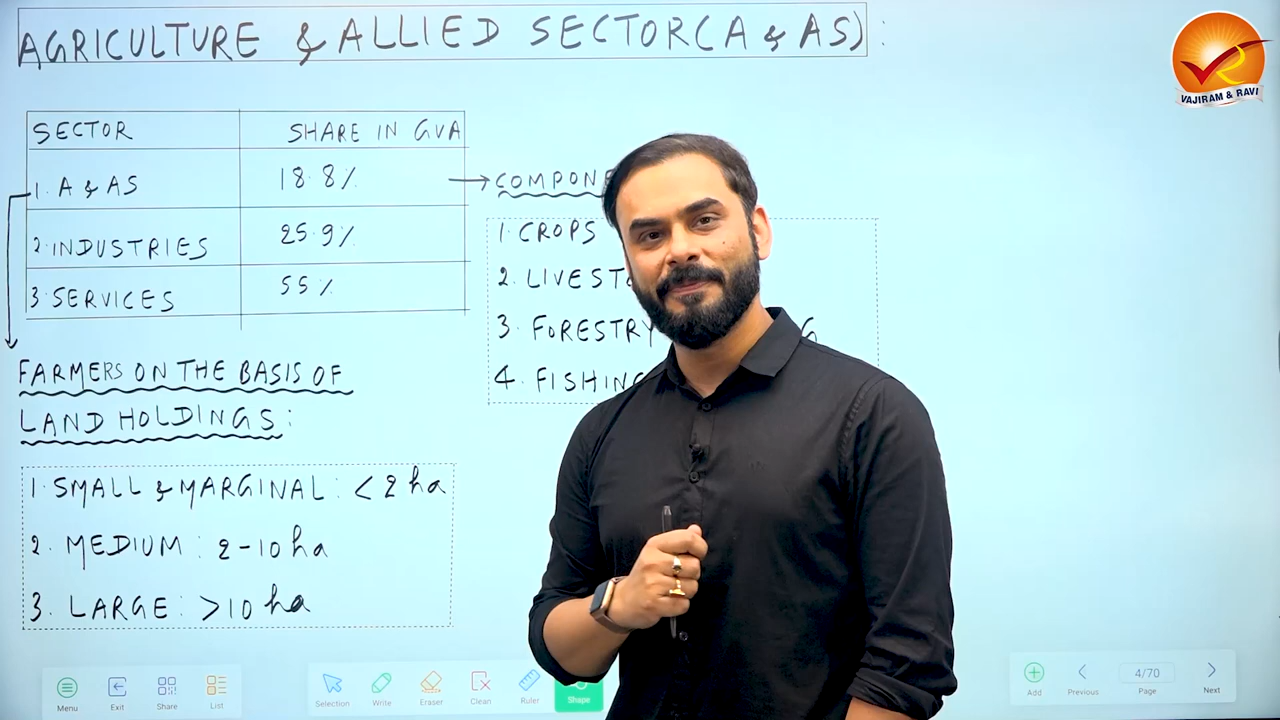 AGRICULTURE & ALLIED SECTOR(A & AS):
VAJIRAM & RAVI
SECTOR SHARE IN GVA
1. A & AS 18.8%
2. INDUSTRIES 25.9%
3. SERVICES 55%
1. CROPS
2.
3. FORESTRY
4. FISHING
FARMERS ON THE BASIS OF
LAND HOLDINGS:
1. SMALL & MARGINAL: < 2 ha
2. MEDIUM: 2-10 ha
3. LARGE: >10 ha
Menu Exit Share List Selection Write Eraser Clean Ruler Shape Add Previous 4/70 Page Next